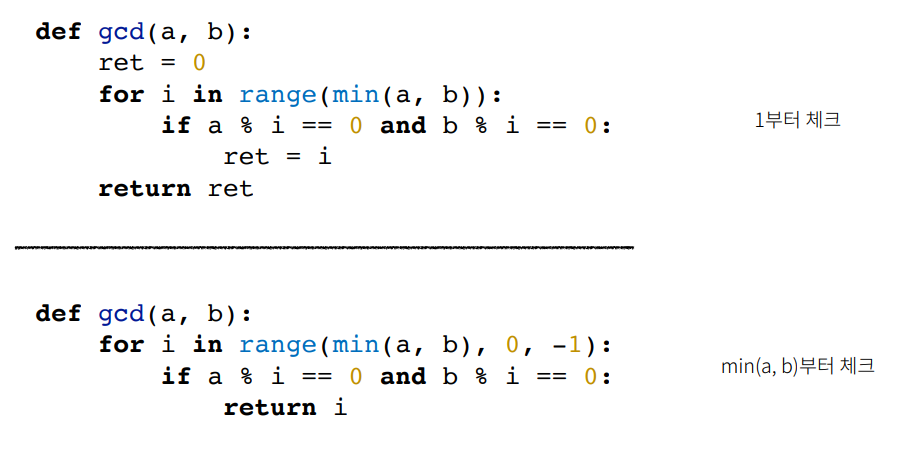 def gcd(a, b):
    ret = 0
    for i in range(min(a, b)):
        if a % i == 0 and b % i == 0:
            ret = i
    return ret
1부터 체크
def gcd(a, b):
    for i in range(min(a, b), 0, -1):
        if a % i == 0 and b % i == 0:
            return i
min(a, b)부터 체크